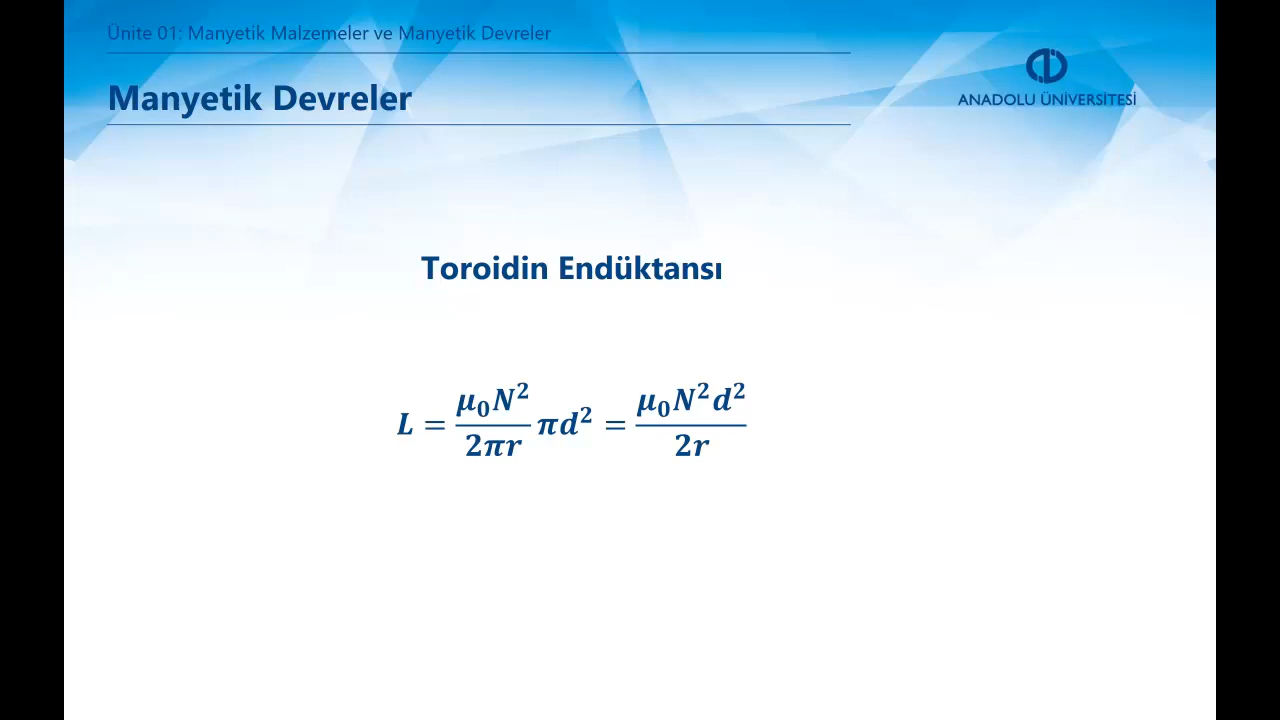 Ünite 01: Manyetik Malzemeler ve Manyetik Devreler
Manyetik Devreler
ANADOLU ÜNİVERSİTESİ
Toroidin Endüktansı
L = μ₀N²/2πr πd² = μ₀N²d²/2r